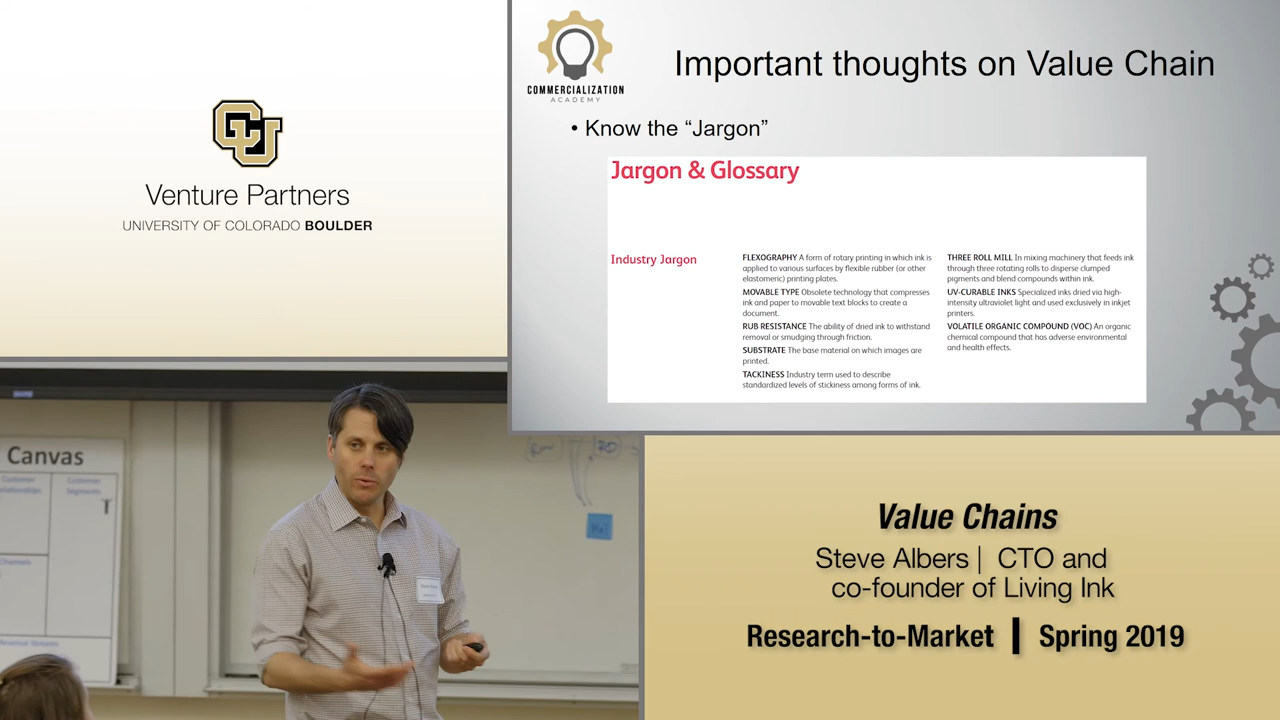 CU
Venture Partners
UNIVERSITY OF COLORADO BOULDER
COMMERCIALIZATION
ACADEMY
Important thoughts on Value Chain
• Know the “Jargon”
Jargon & Glossary
Industry Jargon
FLEXOGRAPHY A form of rotary printing in which ink is
applied to various surfaces by flexible rubber (or other
elastomeric) printing plates.
MOVABLE TYPE Obsolete technology that compresses
ink and paper to movable text blocks to create a
document.
RUB RESISTANCE The ability of dried ink to withstand
removal or smudging through friction.
SUBSTRATE The base material on which images are
printed.
TACKINESS Industry term used to describe
standardized levels of stickiness among forms of ink.
THREE ROLL MILL In mixing machinery that feeds ink
through three rotating rolls to disperse clumped
pigments and blend compounds within ink.
UV-CURABLE INKS Specialized inks dried via high-
intensity ultraviolet light and used exclusively in inkjet
printers.
VOLATILE ORGANIC COMPOUND (VOC) An organic
chemical compound that has adverse environmental
and health effects.
Canvas
Customer
Relationships
Customer
Segments
Channels
Revenue Streams
Value Chains
Steve Albers | CTO and
co-founder of Living Ink
Research-to-Market | Spring 2019